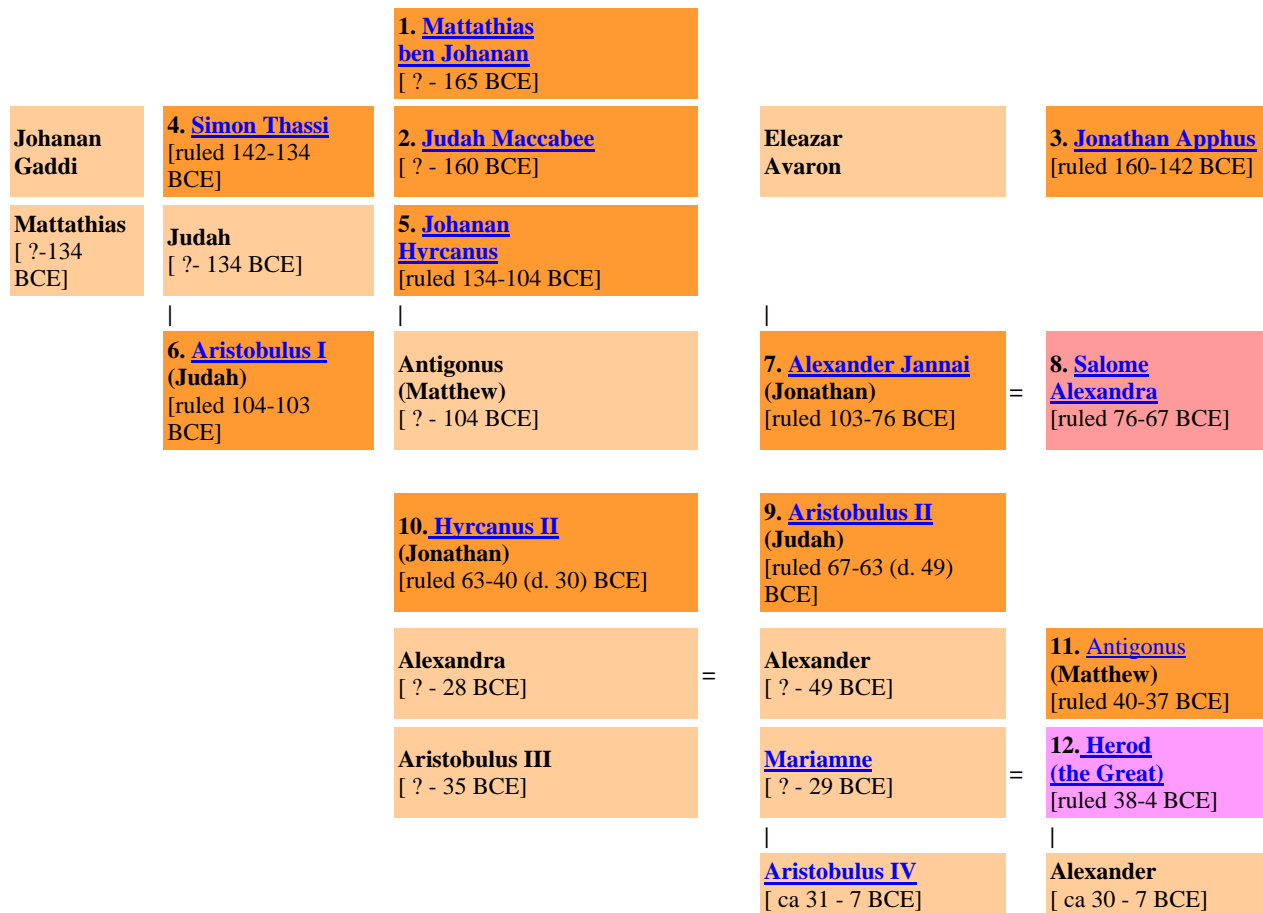 1. Mattathias
ben Johanan
[ ? - 165 BCE]
Johanan
Gaddi
4. Simon Thassi
[ruled 142-134
BCE]
2. Judah Maccabee
[ ? - 160 BCE]
Eleazar
Avaron
3. Jonathan Apphus
[ruled 160-142 BCE]
Mattathias
[ ?-134
BCE]
Judah
[ ?- 134 BCE]
5. Johanan
Hyrcanus
[ruled 134-104 BCE]
|
|
|
6. Aristobulus I
(Judah)
[ruled 104-103
BCE]
Antigonus
(Matthew)
[ ? - 104 BCE]
7. Alexander Jannai
(Jonathan)
[ruled 103-76 BCE]
=
8. Salome
Alexandra
[ruled 76-67 BCE]
10. Hyrcanus II
(Jonathan)
[ruled 63-40 (d. 30) BCE]
9. Aristobulus II
(Judah)
[ruled 67-63 (d. 49)
BCE]
Alexandra
[ ? - 28 BCE]
=
Alexander
[ ? - 49 BCE]
11. Antigonus
(Matthew)
[ruled 40-37 BCE]
Aristobulus III
[ ? - 35 BCE]
Mariamne
[ ? - 29 BCE]
=
12. Herod
(the Great)
[ruled 38-4 BCE]
|
|
Aristobulus IV
[ ca 31 - 7 BCE]
Alexander
[ ca 30 - 7 BCE]